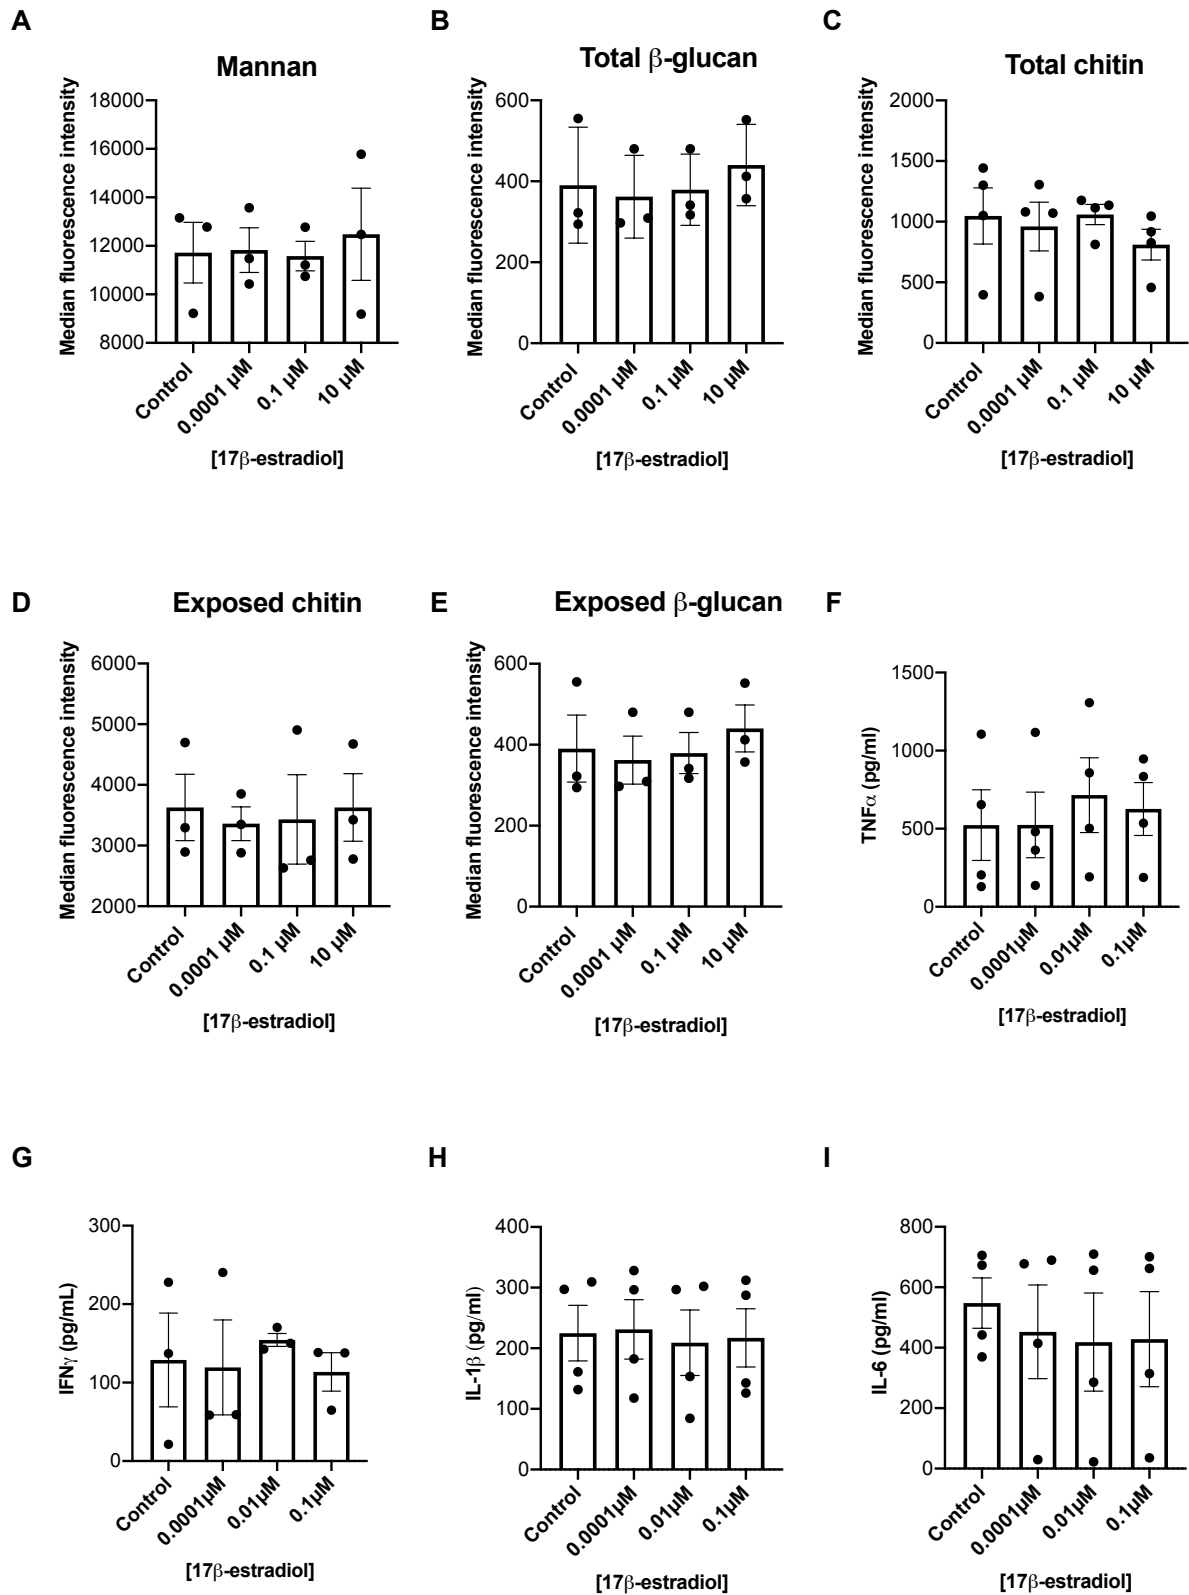 A
Mannan
Median fluorescence intensity
18000
16000
14000
12000
10000
8000
Control
0.0001 µM
0.1 µM
10 µM
[17β-estradiol]
B
Total β-glucan
Median fluorescence intensity
600
400
200
0
Control
0.0001 µM
0.1 µM
10 µM
[17β-estradiol]
C
Total chitin
Median fluorescence intensity
2000
1500
1000
500
0
Control
0.0001 µM
0.1 µM
10 µM
[17β-estradiol]
D
Exposed chitin
Median fluorescence intensity
6000
5000
4000
3000
2000
Control
0.0001 µM
0.1 µM
10 µM
[17β-estradiol]
E
Exposed β-glucan
Median fluorescence intensity
600
400
200
0
Control
0.0001 µM
0.1 µM
10 µM
[17β-estradiol]
F
TNFα (pg/ml)
1500
1000
500
0
Control
0.0001µM
0.01µM
0.1µM
[17β-estradiol]
G
IFNγ (pg/mL)
300
200
100
0
Control
0.0001µM
0.01µM
0.1µM
[17β-estradiol]
H
IL-1β (pg/ml)
400
300
200
100
0
Control
0.0001µM
0.01µM
0.1µM
[17β-estradiol]
I
IL-6 (pg/ml)
800
600
400
200
0
Control
0.0001µM
0.01µM
0.1µM
[17β-estradiol]